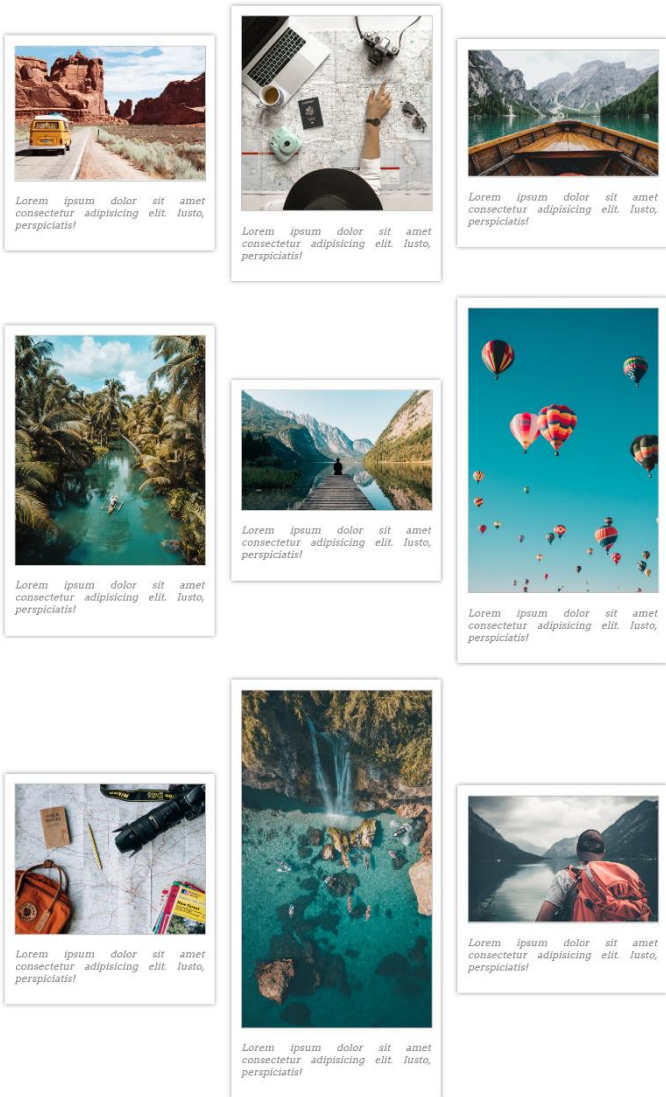 Lorem ipsum dolor sit amet
consectetur adipisicing elit. Iusto,
perspiciatis!
Lorem ipsum dolor sit amet
consectetur adipisicing elit. Iusto,
perspiciatis!
Lorem ipsum dolor sit amet
consectetur adipisicing elit. Iusto,
perspiciatis!
Lorem ipsum dolor sit amet
consectetur adipisicing elit. Iusto,
perspiciatis!
Lorem ipsum dolor sit amet
consectetur adipisicing elit. Iusto,
perspiciatis!
Lorem ipsum dolor sit amet
consectetur adipisicing elit. Iusto,
perspiciatis!
Lorem ipsum dolor sit amet
consectetur adipisicing elit. Iusto,
perspiciatis!
Lorem ipsum dolor sit amet
consectetur adipisicing elit. Iusto,
perspiciatis!
Lorem ipsum dolor sit amet
consectetur adipisicing elit. Iusto,
perspiciatis!